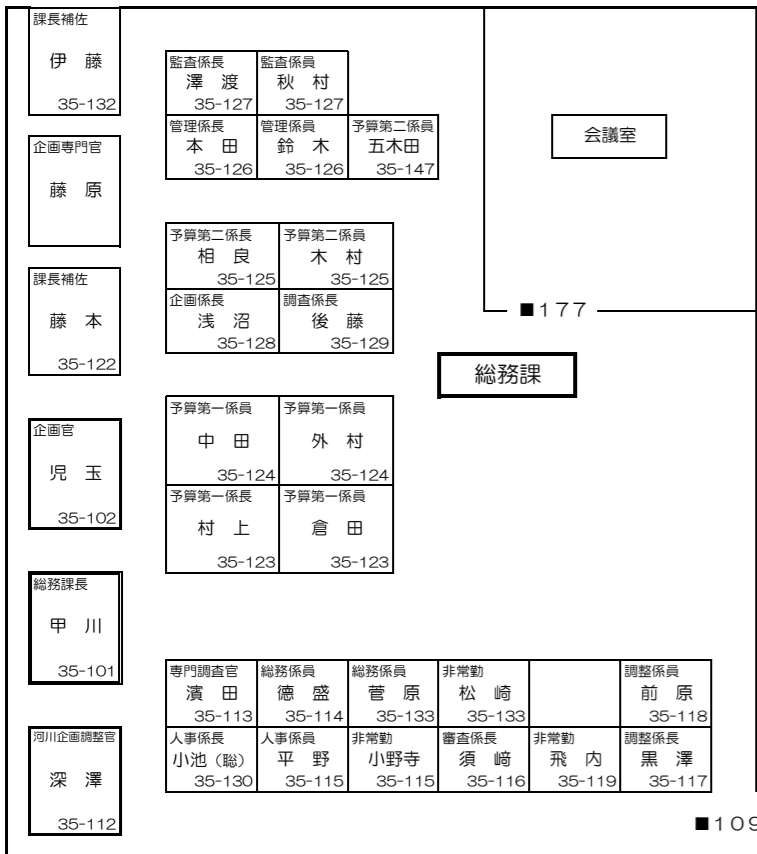 課長補佐
伊 藤
35-132
企画専門官
藤 原
課長補佐
藤 本
35-122
企画官
児 玉
35-102
総務課長
甲 川
35-101
河川企画調整官
深 澤
35-112
監査係長 監査係員
澤 渡 秋 村
35-127 35-127
管理係長 管理係員 予算第二係員
本 田 鈴 木 五木田
35-126 35-126 35-147
予算第二係長 予算第二係員
相 良 木 村
35-125 35-125
企画係長 調査係長
浅 沼 後 藤
35-128 35-129
予算第一係員 予算第一係員
中 田 外 村
35-124 35-124
予算第一係長 予算第一係員
村 上 倉 田
35-123 35-123
専門調査官 総務係員 総務係員 非常勤 調整係員
濱 田 德 盛 菅 原 松 崎 前 原
35-113 35-114 35-133 35-133 35-118
人事係長 人事係員 非常勤 審査係長 非常勤 調整係長
小池（聡） 平 野 小野寺 須 﨑 飛 内 黒 澤
35-130 35-115 35-115 35-116 35-119 35-117
会議室
■177
総務課
■109